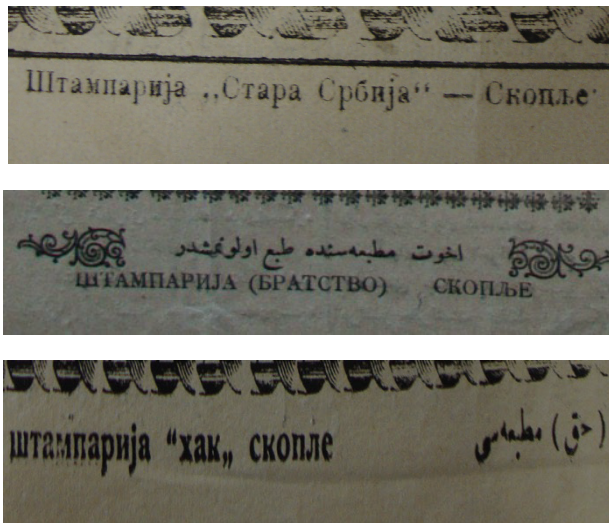 Штампарија „Стара Србија“ — Скопље
اخوت مطبعه‌سنده طبع اولونمشدر
ШТАМПАРИЈА (БРАТСТВО) СКОПЉЕ
штампарија “хак„ скопле (حق) مطبعه‌سی